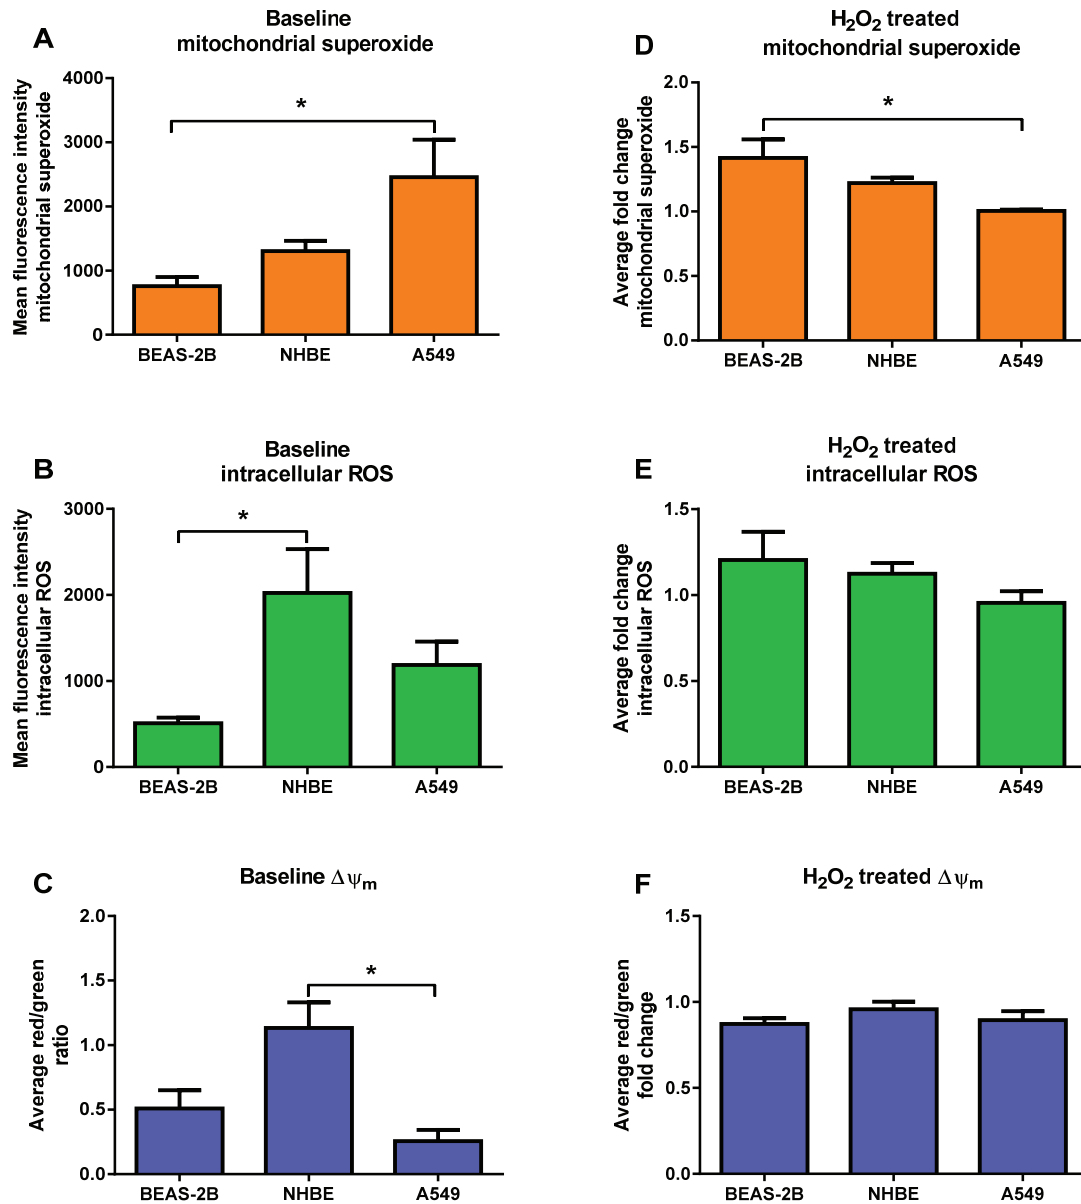 A
Baseline
mitochondrial superoxide
Mean fluorescence intensity
mitochondrial superoxide
4000
3000
2000
1000
0
*
BEAS-2B NHBE A549
D
H₂O₂ treated
mitochondrial superoxide
Average fold change
mitochondrial superoxide
2.0
1.5
1.0
0.5
0.0
*
BEAS-2B NHBE A549
B
Baseline
intracellular ROS
Mean fluorescence intensity
intracellular ROS
3000
2000
1000
0
*
BEAS-2B NHBE A549
E
H₂O₂ treated
intracellular ROS
Average fold change
intracellular ROS
1.5
1.0
0.5
0.0
BEAS-2B NHBE A549
C
Baseline Δψm
Average red/green
ratio
2.0
1.5
1.0
0.5
0.0
*
BEAS-2B NHBE A549
F
H₂O₂ treated Δψm
Average red/green
fold change
1.5
1.0
0.5
0.0
BEAS-2B NHBE A549